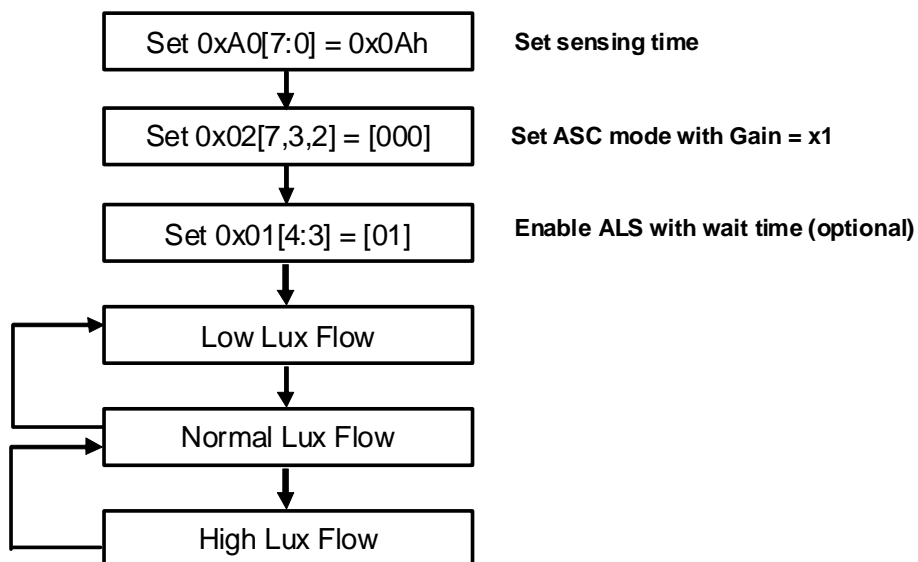 Set 0xA0[7:0] = 0x0Ah
Set sensing time
Set 0x02[7,3,2] = [000]
Set ASC mode with Gain = x1
Set 0x01[4:3] = [01]
Enable ALS with wait time (optional)
Low Lux Flow
Normal Lux Flow
High Lux Flow